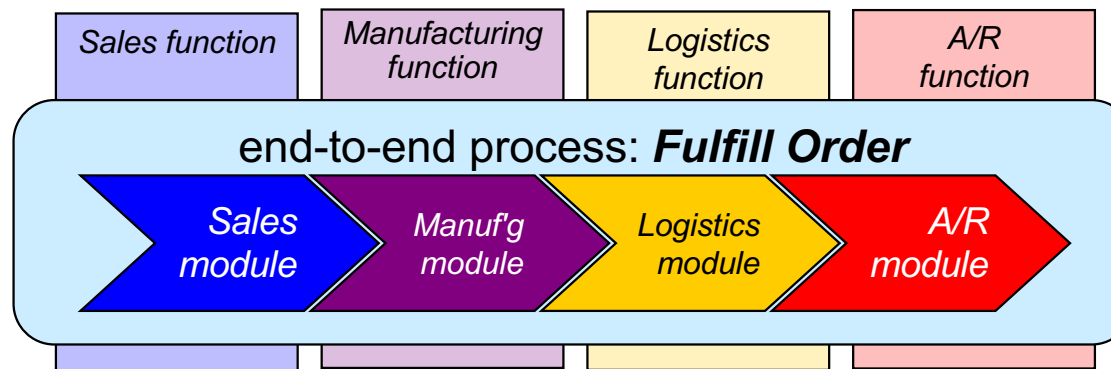 Sales function
Manufacturing
function
Logistics
function
A/R
function
end-to-end process: Fulfill Order
Sales
module
Manuf'g
module
Logistics
module
A/R
module